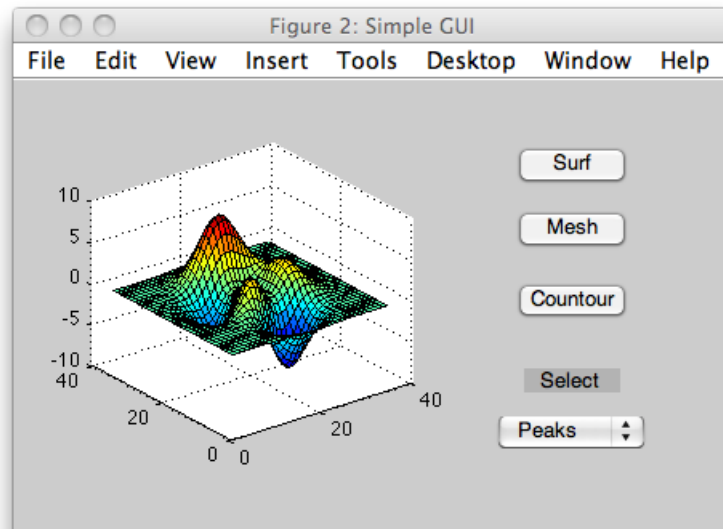 Figure 2: Simple GUI
File Edit View Insert Tools Desktop Window Help
10
5
0
-5
-10
40
20
0
0
20
40
Surf
Mesh
Countour
Select
Peaks